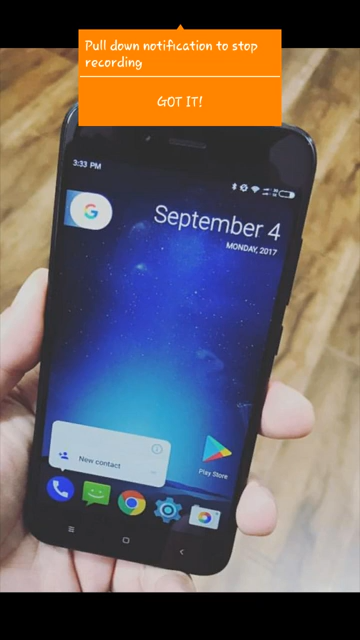 Pull down notification to stop
recording
GOT IT!
3:33 PM
September 4
MONDAY, 2017
G
New contact
Play Store